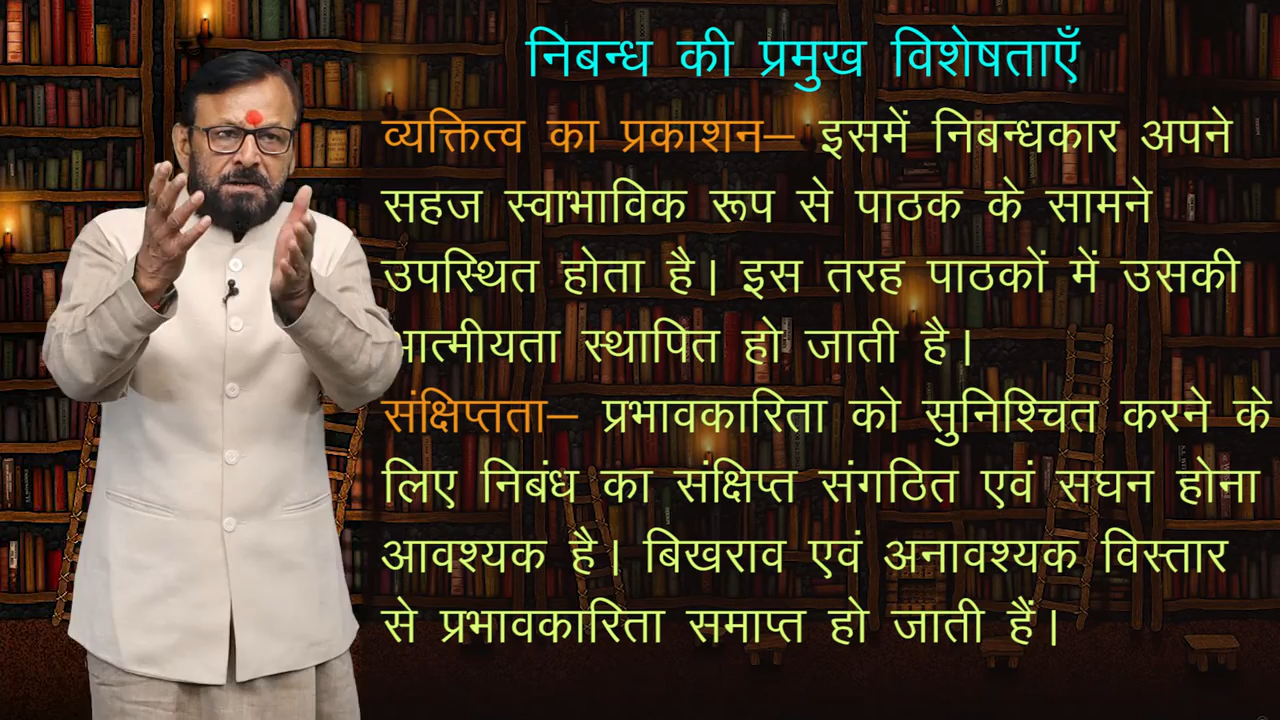 निबन्ध की प्रमुख विशेषताएँ
व्यक्तित्व का प्रकाशन– इसमें निबन्धकार अपने
सहज स्वाभाविक रूप से पाठक के सामने
उपस्थित होता है। इस तरह पाठकों में उसकी
आत्मीयता स्थापित हो जाती है।
संक्षिप्तता– प्रभावकारिता को सुनिश्चित करने के
लिए निबंध का संक्षिप्त संगठित एवं सघन होना
आवश्यक है। बिखराव एवं अनावश्यक विस्तार
से प्रभावकारिता समाप्त हो जाती हैं।